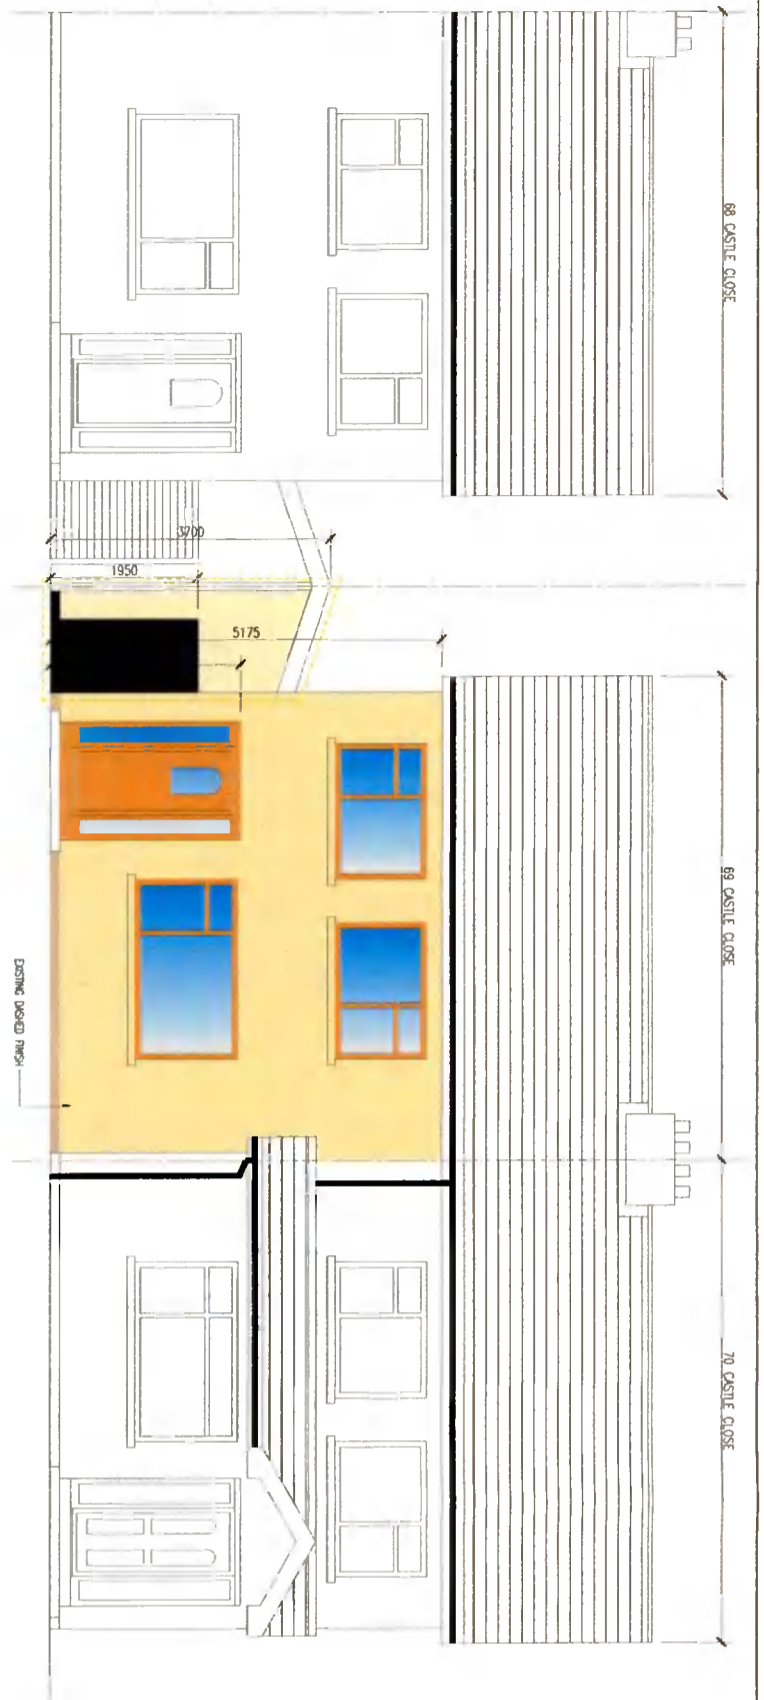 68 CASTLE CLOSE
69 CASTLE CLOSE
70 CASTLE CLOSE
3700
1950
5175
EXISTING DASHED FINISH